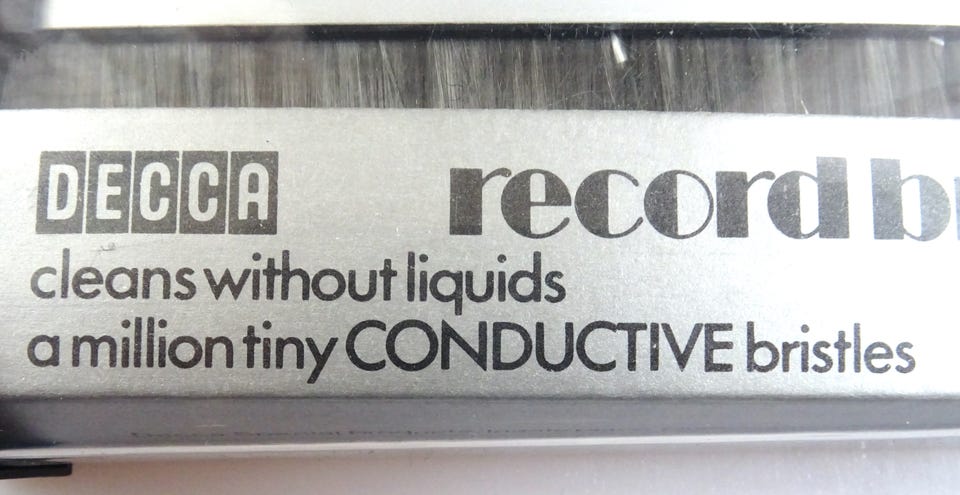 DECCA record b
cleans without liquids
a million tiny CONDUCTIVE bristles